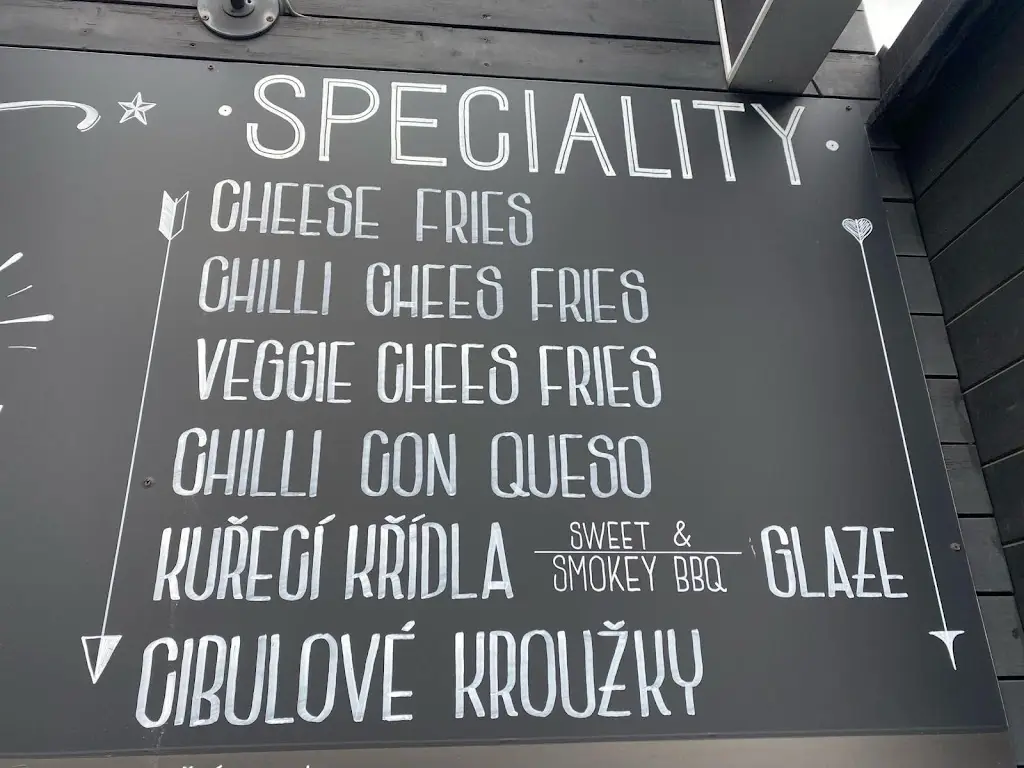 SPECIALITY
CHEESE FRIES
CHILLI CHEES FRIES
VEGGIE CHEES FRIES
CHILLI CON QUESO
KUŘECÍ KŘÍDLA SWEET & SMOKEY BBQ GLAZE
CIBULOVÉ KROUŽKY